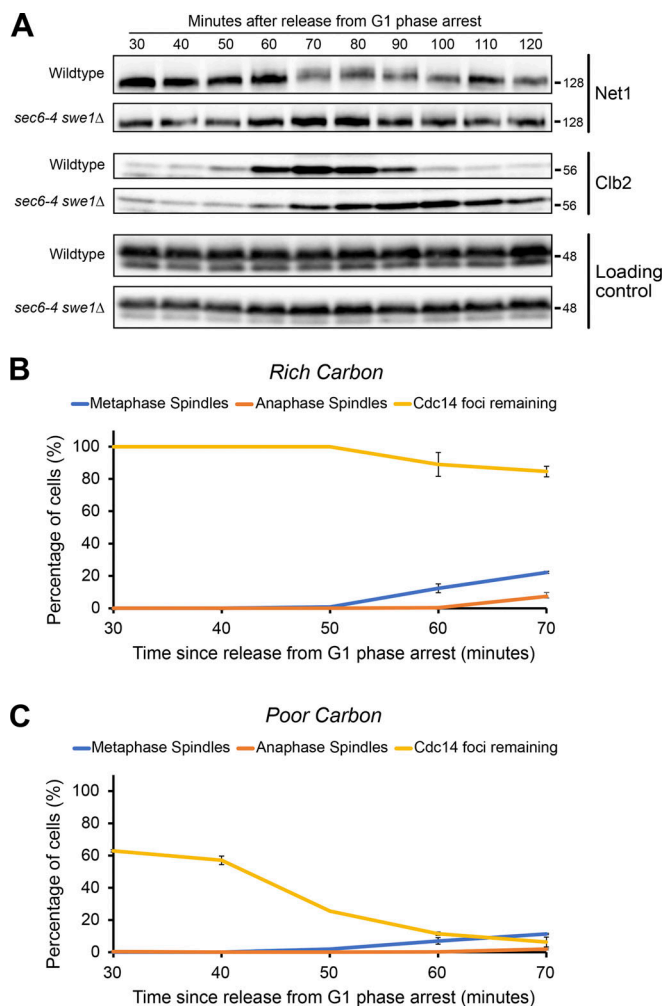 A
Minutes after release from G1 phase arrest
30 40 50 60 70 80 90 100 110 120
Wildtype
128
sec6-4 swe1Δ
128
Net1
Wildtype
56
sec6-4 swe1Δ
56
Clb2
Wildtype
48
sec6-4 swe1Δ
48
Loading
control
B
Rich Carbon
Metaphase Spindles Anaphase Spindles Cdc14 foci remaining
Percentage of cells (%)
100
80
60
40
20
0
30 40 50 60 70
Time since release from G1 phase arrest (minutes)
C
Poor Carbon
Metaphase Spindles Anaphase Spindles Cdc14 foci remaining
Percentage of cells (%)
100
80
60
40
20
0
30 40 50 60 70
Time since release from G1 phase arrest (minutes)